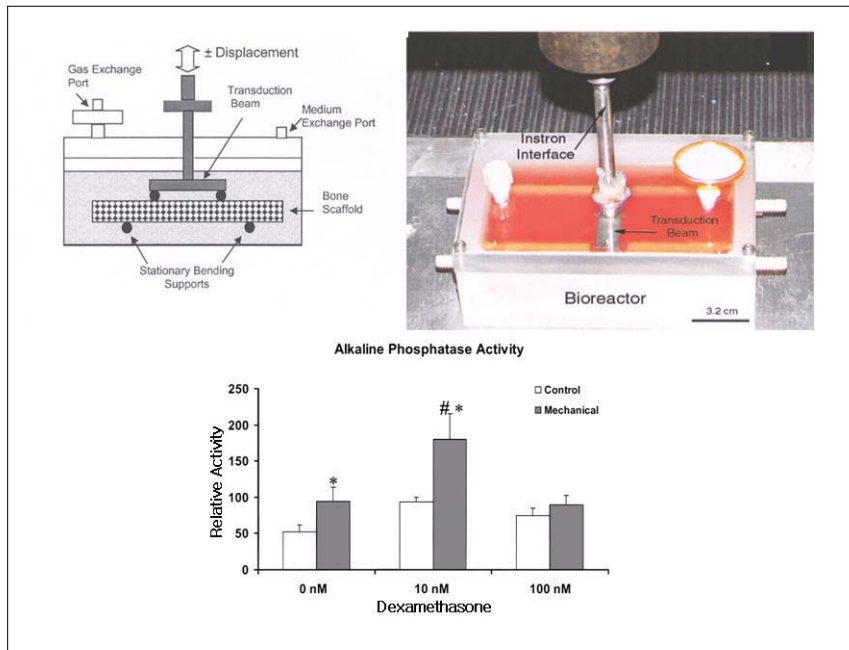 ± Displacement
Gas Exchange
Port
Transduction
Beam
Medium
Exchange Port
Bone
Scaffold
Stationary Bending
Supports
Instron
Interface
Transduction
Beam
Bioreactor
3.2 cm
Alkaline Phosphatase Activity
Control
Mechanical
Relative Activity
250
200
150
100
50
0
*
# *
0 nM
10 nM
100 nM
Dexamethasone